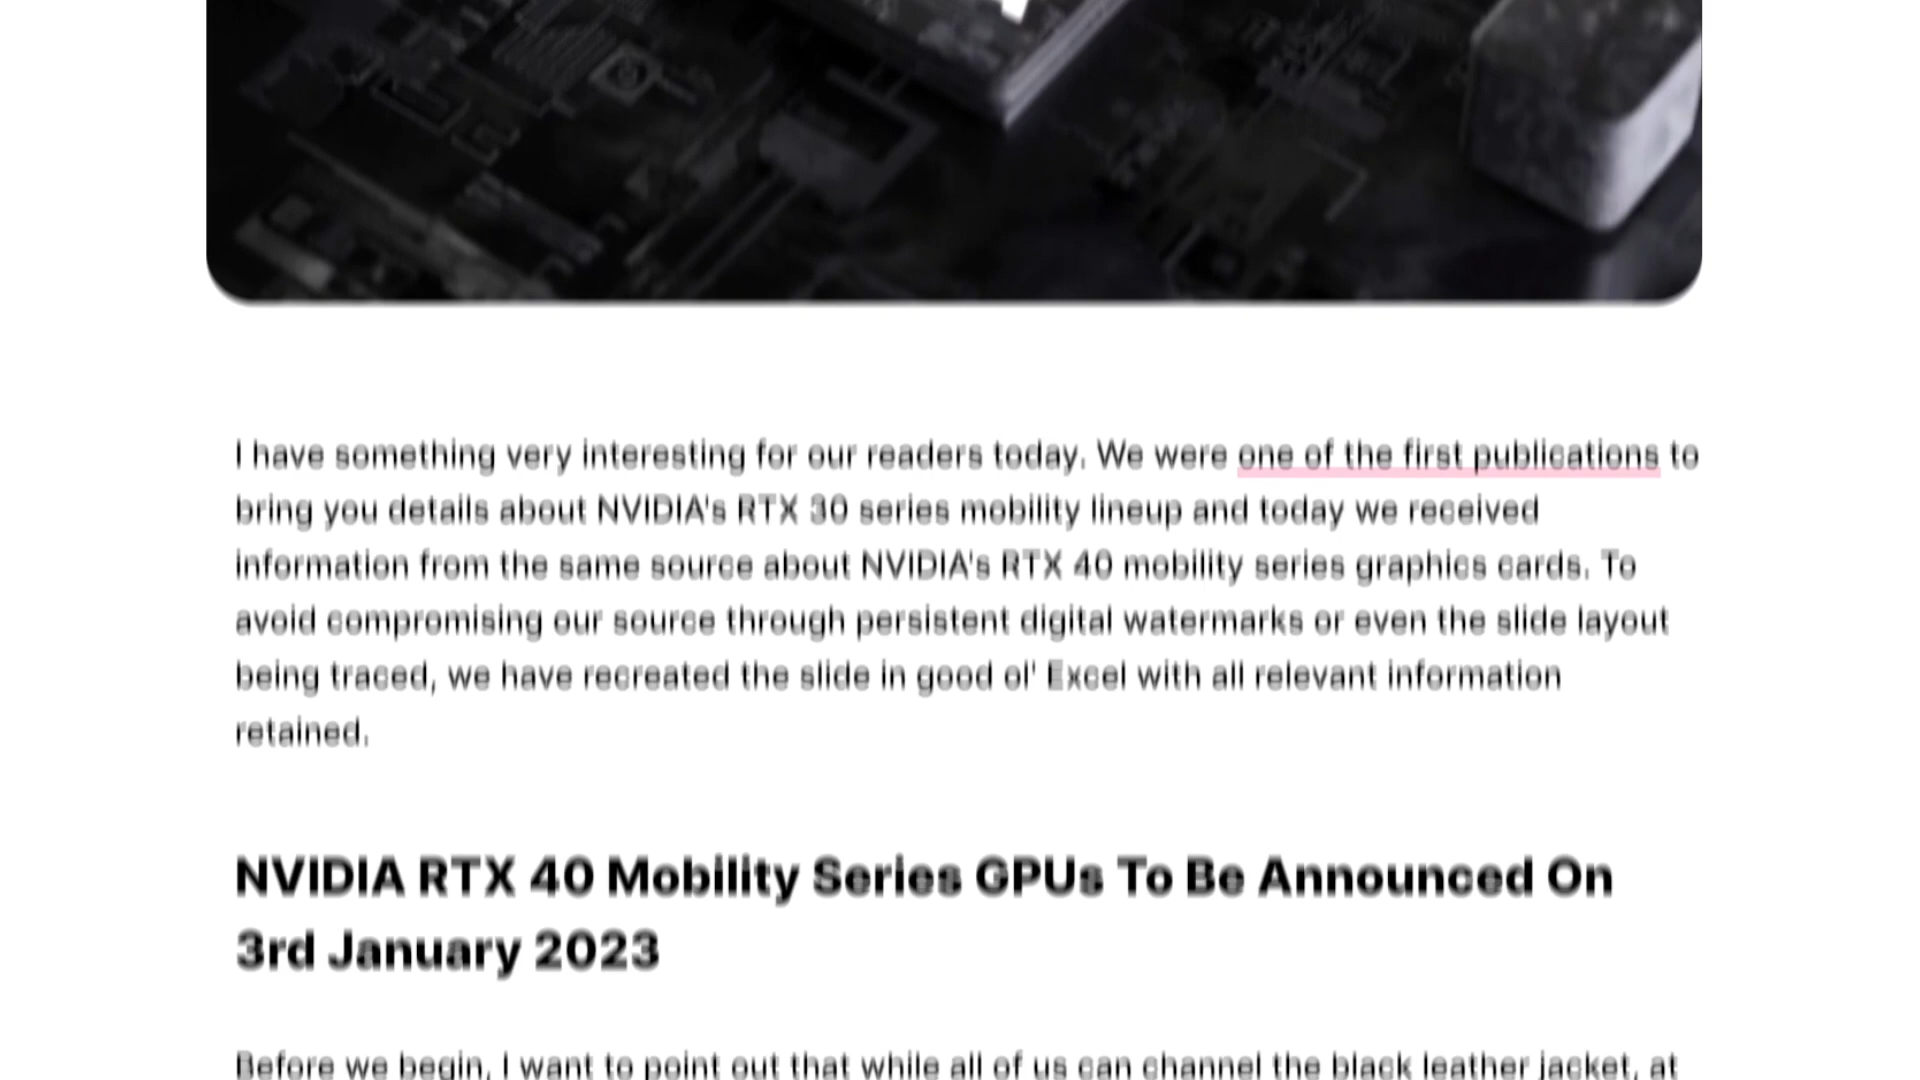 I have something very interesting for our readers today. We were one of the first publications to
bring you details about NVIDIA's RTX 30 series mobility lineup and today we received
information from the same source about NVIDIA's RTX 40 mobility series graphics cards. To
avoid compromising our source through persistent digital watermarks or even the slide layout
being traced, we have recreated the slide in good ol' Excel with all relevant information
retained.
NVIDIA RTX 40 Mobility Series GPUs To Be Announced On
3rd January 2023
Before we begin, I want to point out that while all of us can channel the black leather jacket, at